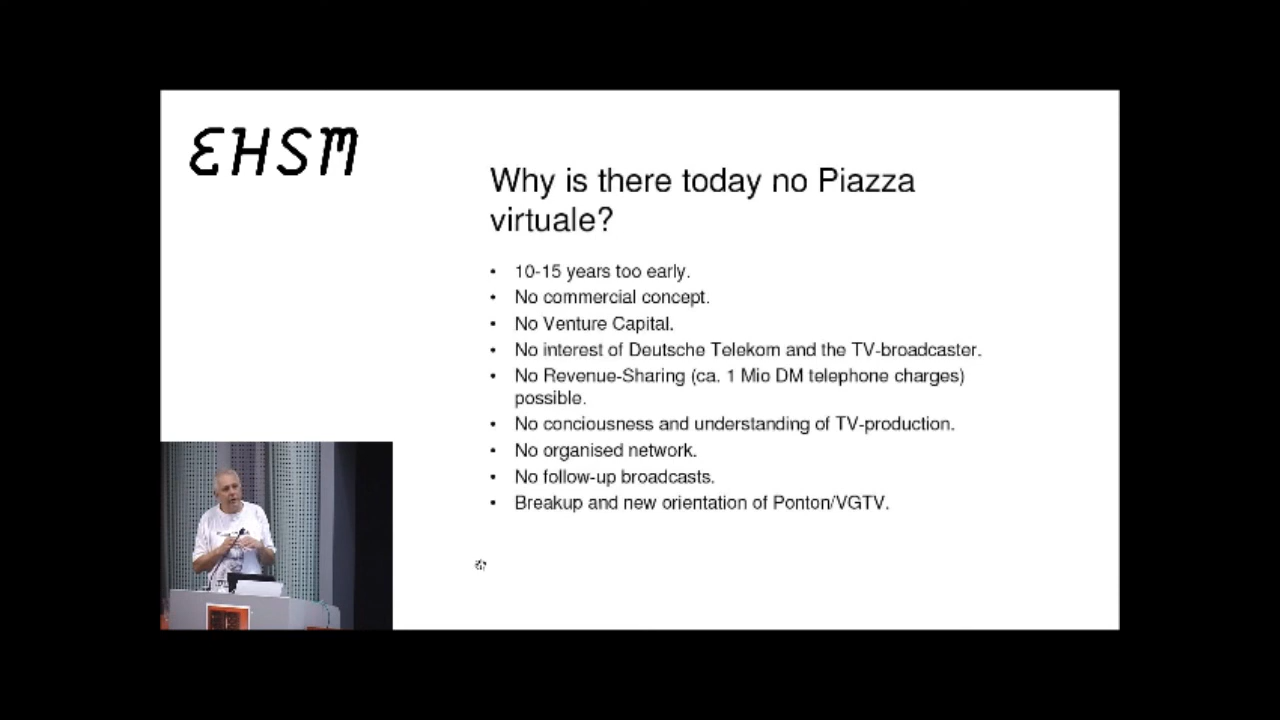 EHSM
Why is there today no Piazza
virtuale?
• 10-15 years too early.
• No commercial concept.
• No Venture Capital.
• No interest of Deutsche Telekom and the TV-broadcaster.
• No Revenue-Sharing (ca. 1 Mio DM telephone charges)
possible.
• No conciousness and understanding of TV-production.
• No organised network.
• No follow-up broadcasts.
• Breakup and new orientation of Ponton/VGTV.